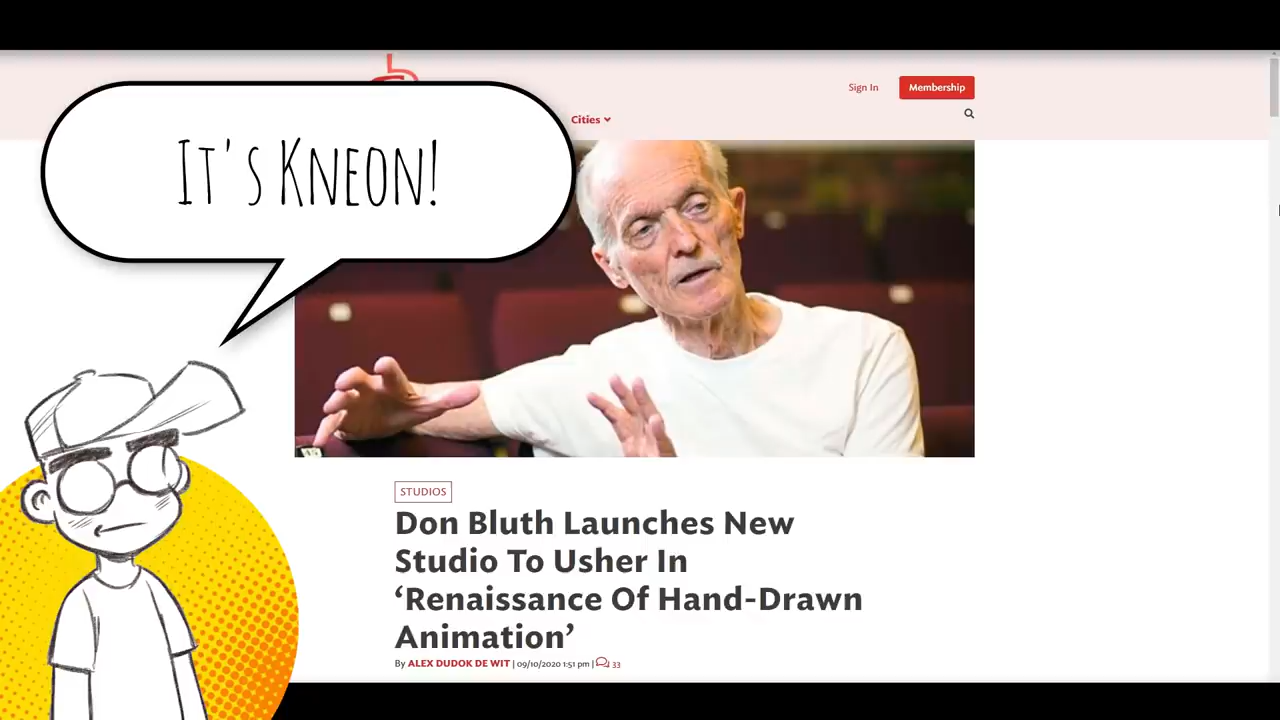 Sign In
Membership
Cities
It's Kneon!
STUDIOS
Don Bluth Launches New
Studio To Usher In
‘Renaissance Of Hand-Drawn
Animation’
By ALEX DUDOK DE WIT | 09/10/2020 1:51 pm | 33